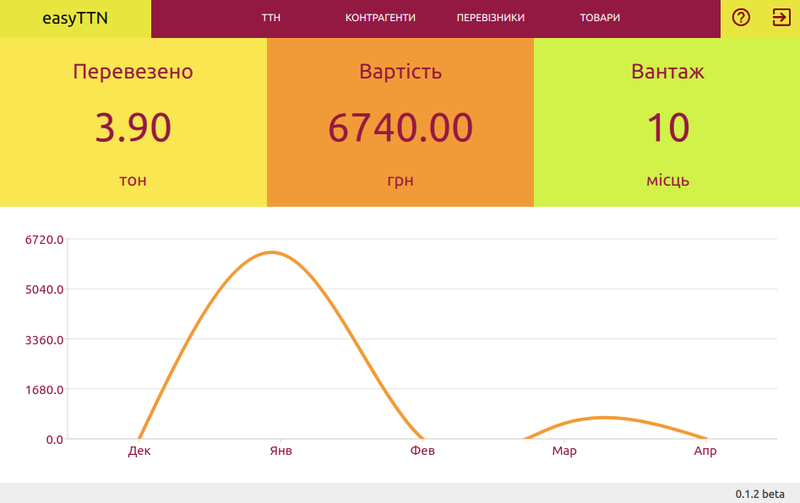 easyTTN
ТТН
КОНТРАГЕНТИ
ПЕРЕВІЗНИКИ
ТОВАРИ
Перевезено
3.90
тон
Вартість
6740.00
грн
Вантаж
10
місць
6720.0
5040.0
3360.0
1680.0
0.0
Дек
Янв
Фев
Мар
Апр
0.1.2 beta